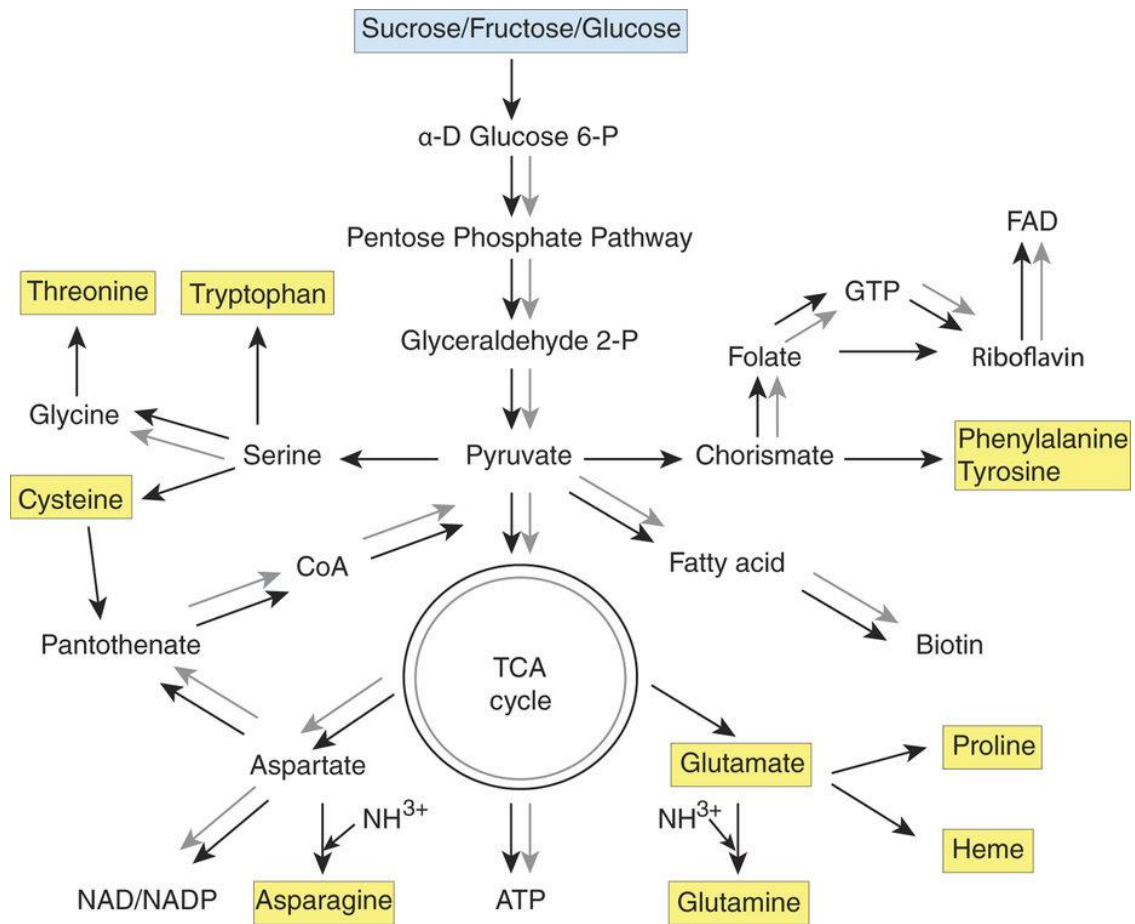 Sucrose/Fructose/Glucose
α-D Glucose 6-P
Pentose Phosphate Pathway
FAD
Threonine
Tryptophan
GTP
Glyceraldehyde 2-P
Folate
Riboflavin
Glycine
Serine
Pyruvate
Chorismate
Phenylalanine
Tyrosine
Cysteine
CoA
Fatty acid
Pantothenate
Biotin
TCA
cycle
Aspartate
Glutamate
Proline
NH3+
NH3+
Heme
NAD/NADP
Asparagine
ATP
Glutamine